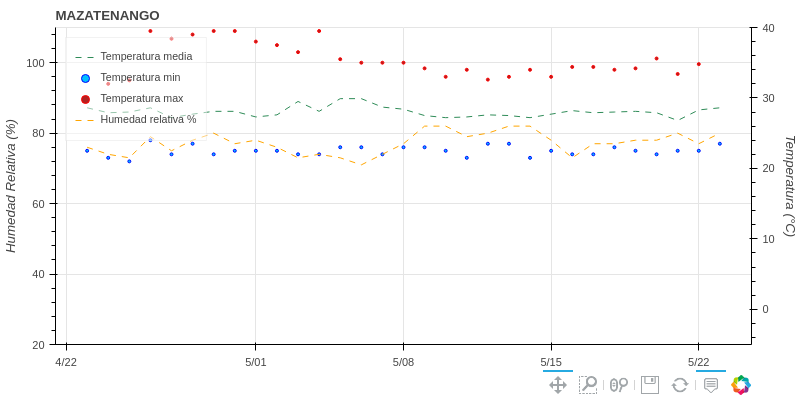 MAZATENANGO
Humedad Relativa (%)
100
80
60
40
20
Temperatura media
Temperatura min
Temperatura max
Humedad relativa %
40
30
20
10
0
Temperatura (°C)
4/22
5/01
5/08
5/15
5/22